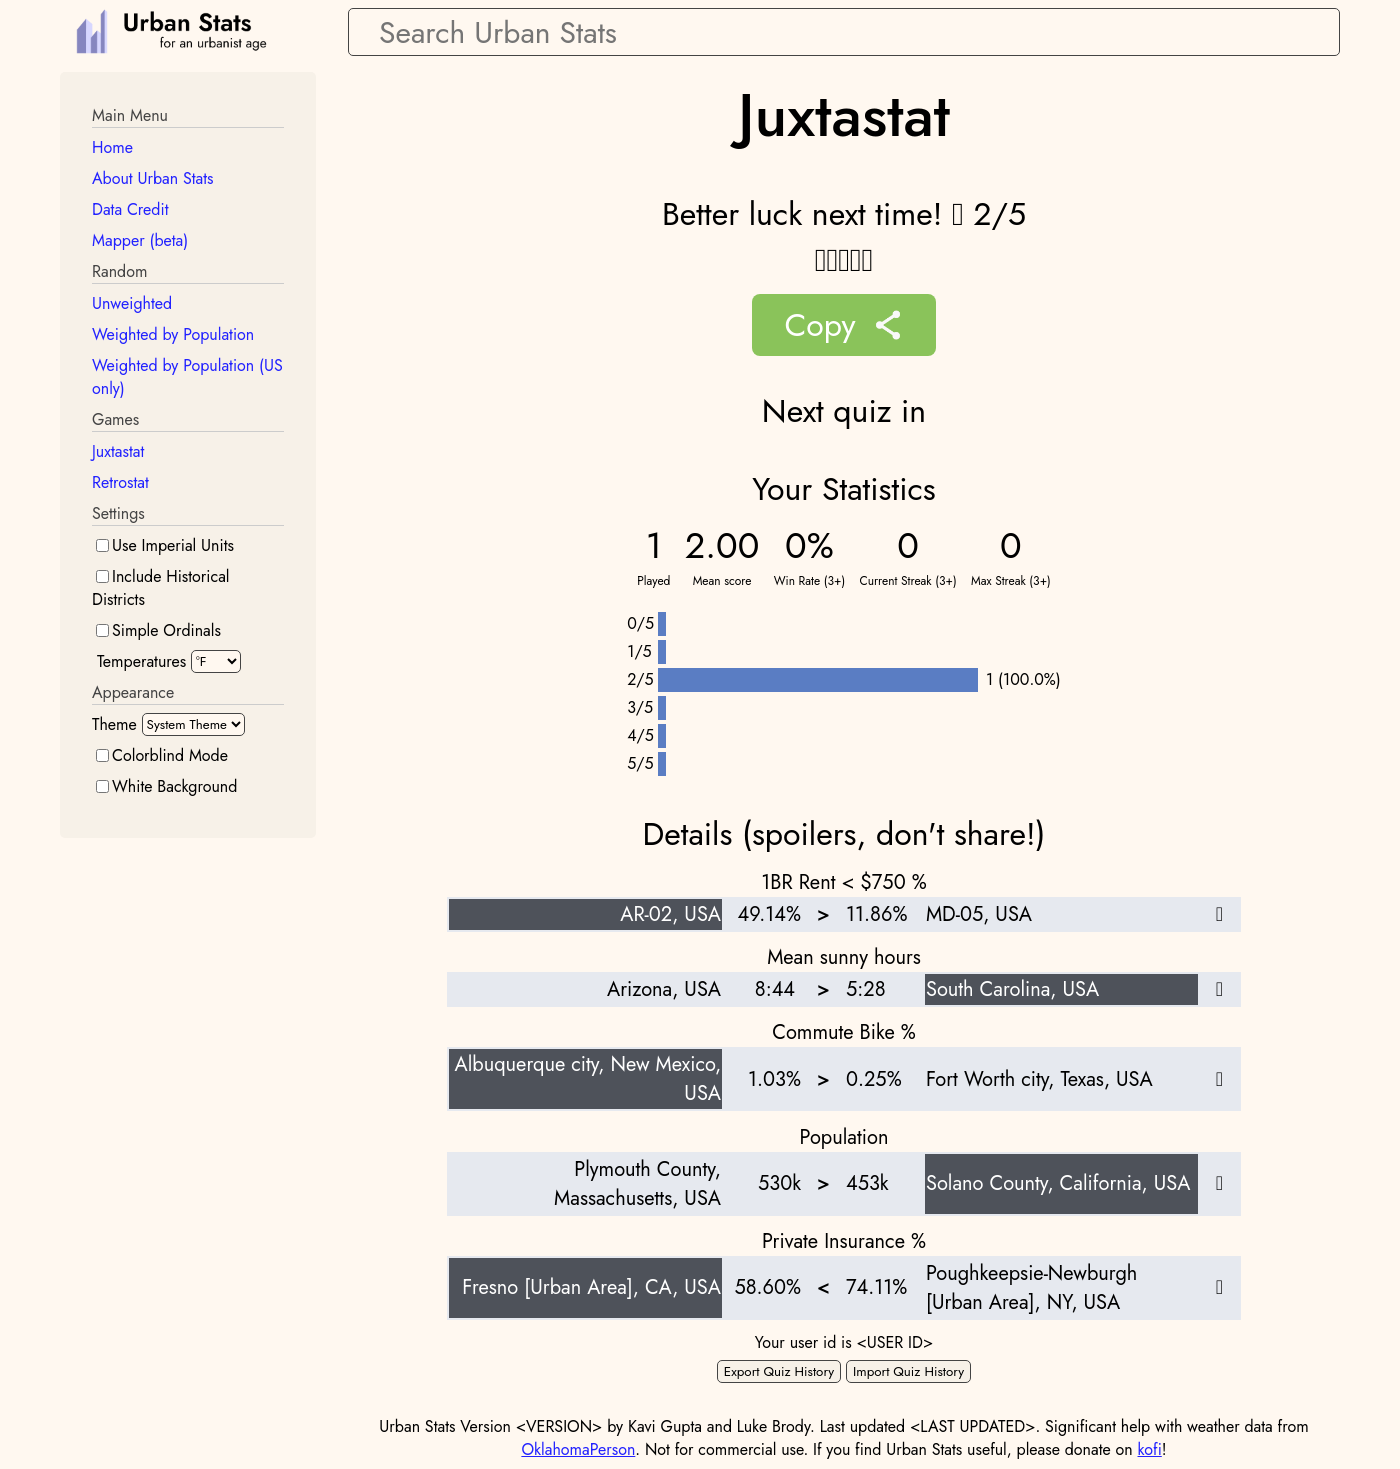 Urban Stats
for an urbanist age
Search Urban Stats
Main Menu
Home
About Urban Stats
Data Credit
Mapper (beta)
Random
Unweighted
Weighted by Population
Weighted by Population (US
only)
Games
Juxtastat
Retrostat
Settings
Use Imperial Units
Include Historical
Districts
Simple Ordinals
Temperatures °F
Appearance
Theme System Theme
Colorblind Mode
White Background
Juxtastat
Better luck next time! 2/5
Copy
Next quiz in
Your Statistics
1 2.00 0% 0 0
Played Mean score Win Rate (3+) Current Streak (3+) Max Streak (3+)
0/5
1/5
2/5 1 (100.0%)
3/5
4/5
5/5
Details (spoilers, don't share!)
1BR Rent < $750 %
AR-02, USA 49.14% > 11.86% MD-05, USA
Mean sunny hours
Arizona, USA 8:44 > 5:28 South Carolina, USA
Commute Bike %
Albuquerque city, New Mexico,
USA 1.03% > 0.25% Fort Worth city, Texas, USA
Population
Plymouth County,
Massachusetts, USA 530k > 453k Solano County, California, USA
Private Insurance %
Fresno [Urban Area], CA, USA 58.60% < 74.11% Poughkeepsie-Newburgh
[Urban Area], NY, USA
Your user id is <USER ID>
Export Quiz History Import Quiz History
Urban Stats Version <VERSION> by Kavi Gupta and Luke Brody. Last updated <LAST UPDATED>. Significant help with weather data from
OklahomaPerson. Not for commercial use. If you find Urban Stats useful, please donate on kofi!